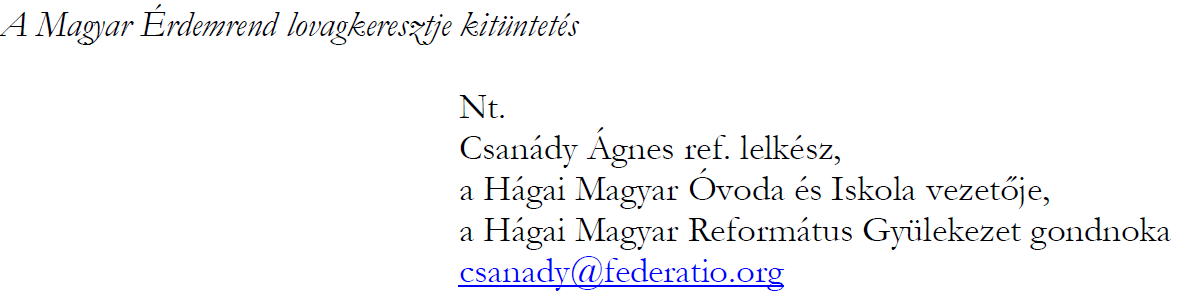 A Magyar Érdemrend lovagkeresztje kitüntetés
Nt.
Csanády Ágnes ref. lelkész,
a Hágai Magyar Óvoda és Iskola vezetője,
a Hágai Magyar Református Gyülekezet gondnoka
csanady@federatio.org